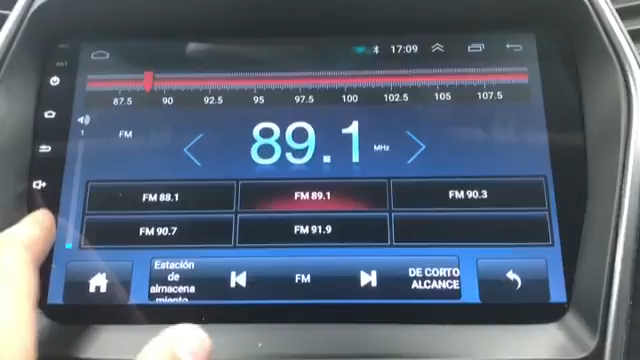 17:09
87.5 90 92.5 95 97.5 100 102.5 105 107.5
1
FM
89.1 MHz
FM 88.1 FM 89.1 FM 90.3
FM 90.7 FM 91.9
Estación
de
almacena
miento
FM
DE CORTO
ALCANCE